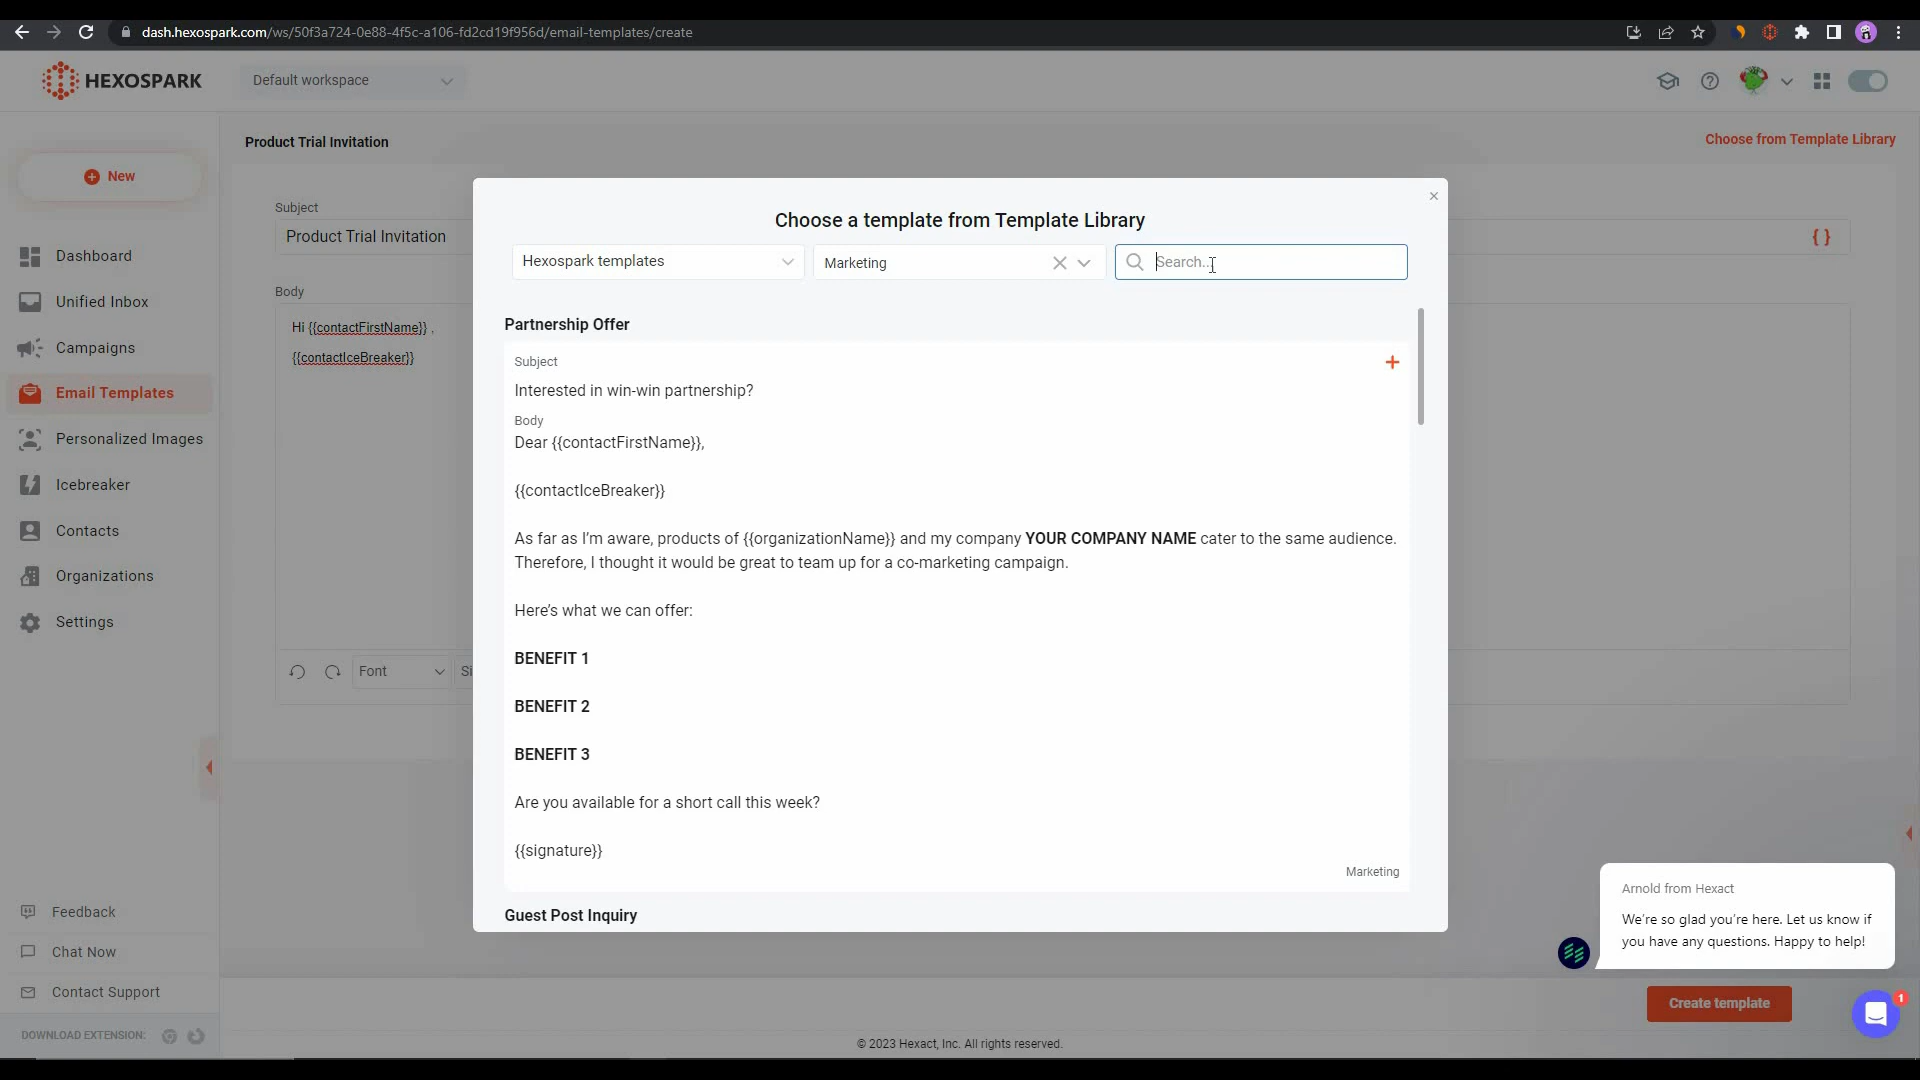 dash.hexospark.com/ws/50f3a724-0e88-4f5c-a106-fd2cd19f956d/email-templates/create
HEXOSPARK
Default workspace
Product Trial Invitation
Choose from Template Library
New
Subject
Product Trial Invitation
{ }
Body
Hi {{contactFirstName}} ,
{{contactIceBreaker}}
Font
Si
Dashboard
Unified Inbox
Campaigns
Email Templates
Personalized Images
Icebreaker
Contacts
Organizations
Settings
Feedback
Chat Now
Contact Support
DOWNLOAD EXTENSION:
Choose a template from Template Library
Hexospark templates
Marketing
Search...
Partnership Offer
Subject
Interested in win-win partnership?
Body
Dear {{contactFirstName}},
{{contactIceBreaker}}
As far as I'm aware, products of {{organizationName}} and my company YOUR COMPANY NAME cater to the same audience.
Therefore, I thought it would be great to team up for a co-marketing campaign.
Here's what we can offer:
BENEFIT 1
BENEFIT 2
BENEFIT 3
Are you available for a short call this week?
{{signature}}
Marketing
Guest Post Inquiry
Arnold from Hexact
We're so glad you're here. Let us know if
you have any questions. Happy to help!
Create template
1
© 2023 Hexact, Inc. All rights reserved.